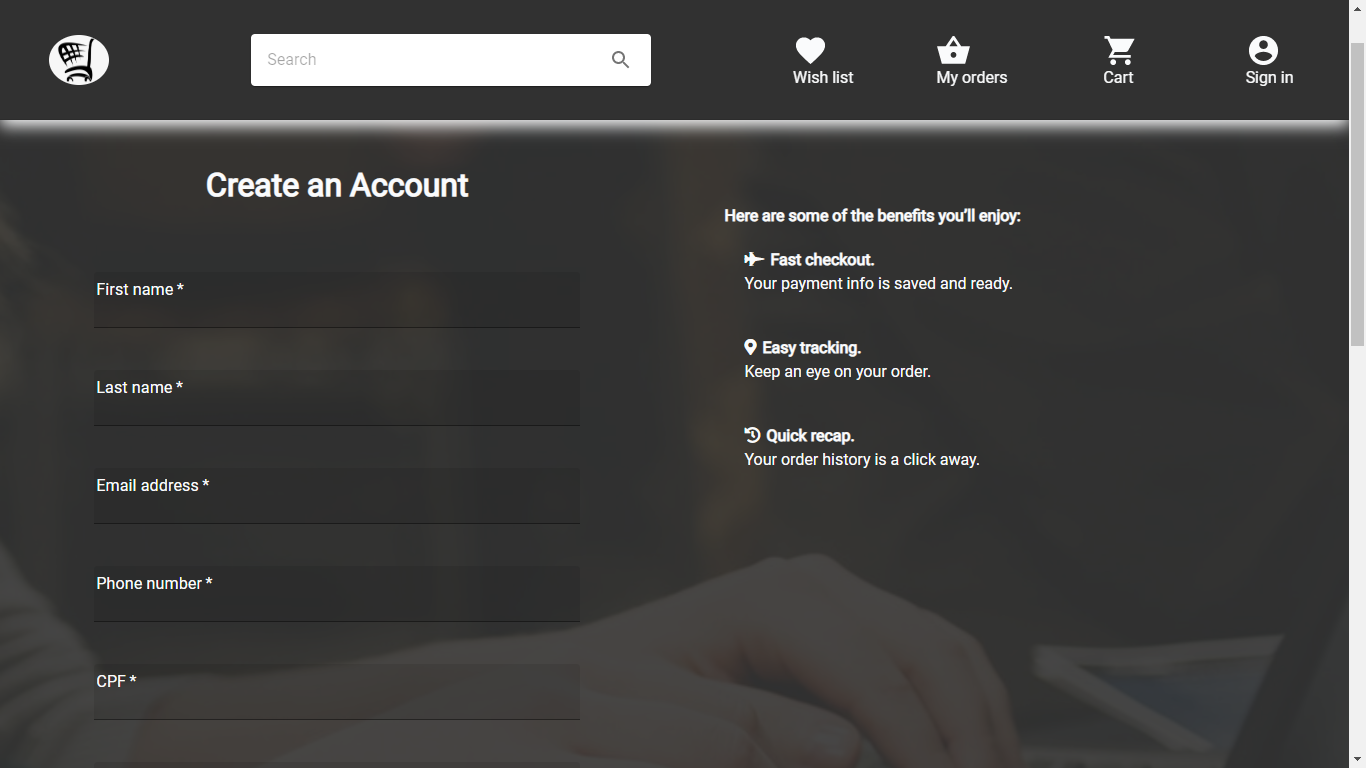 Search
Wish list
My orders
Cart
Sign in
Create an Account
First name *
Last name *
Email address *
Phone number *
CPF *
Here are some of the benefits you’ll enjoy:
Fast checkout.
Your payment info is saved and ready.
Easy tracking.
Keep an eye on your order.
Quick recap.
Your order history is a click away.